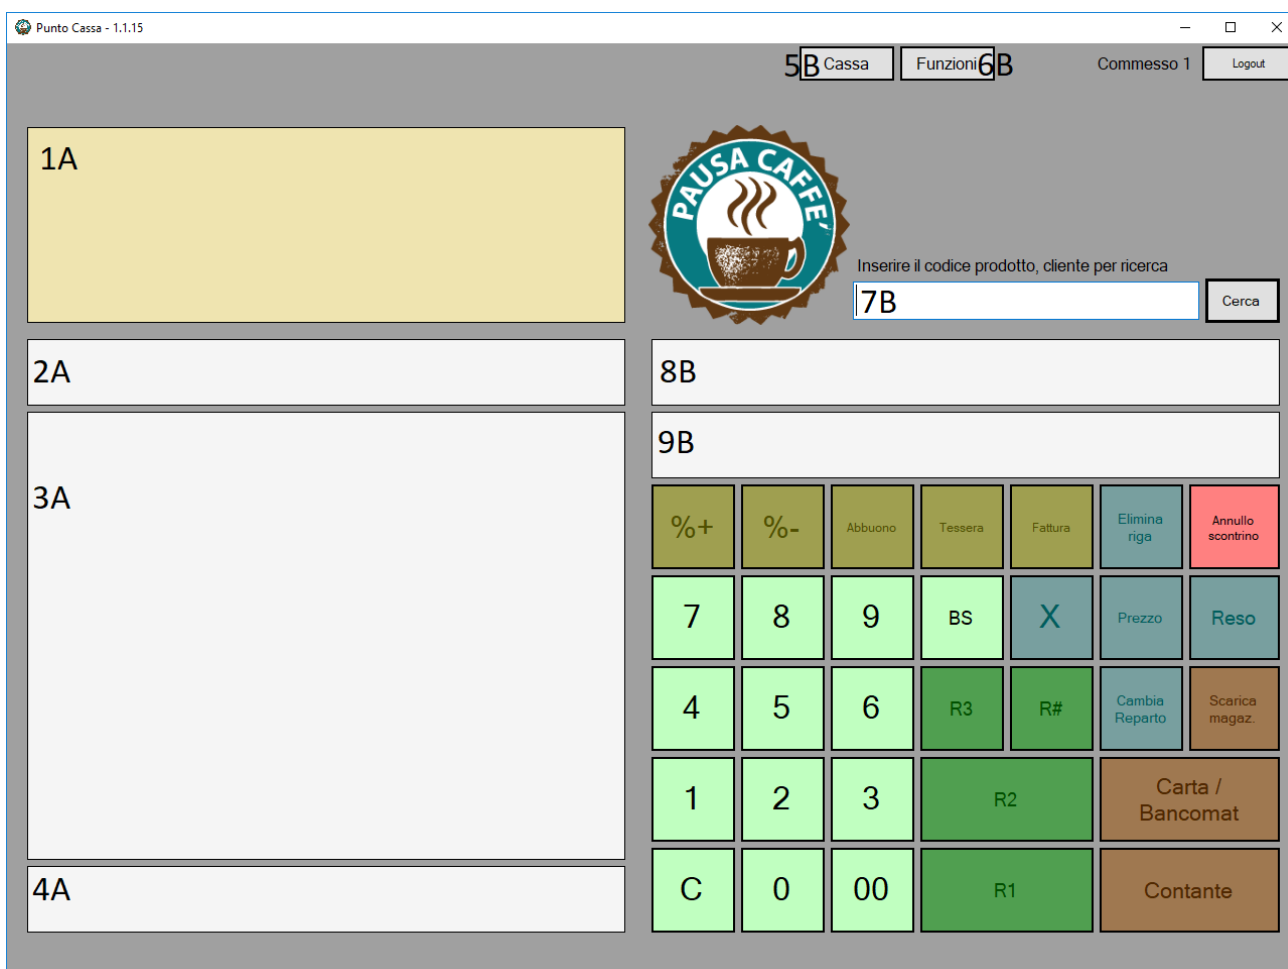 Punto Cassa - 1.1.15
5B Cassa Funzioni 6B Commesso 1 Logout
1A
PAUSA CAFFE'
Inserire il codice prodotto, cliente per ricerca
7B Cerca
2A 8B
9B
3A
%+ %- Abbuono Tessera Fattura Elimina riga Annullo scontrino
7 8 9 BS X Prezzo Reso
4 5 6 R3 R# Cambia Reparto Scarica magaz.
1 2 3 R2 Carta / Bancomat
4A
C 0 00 R1 Contante